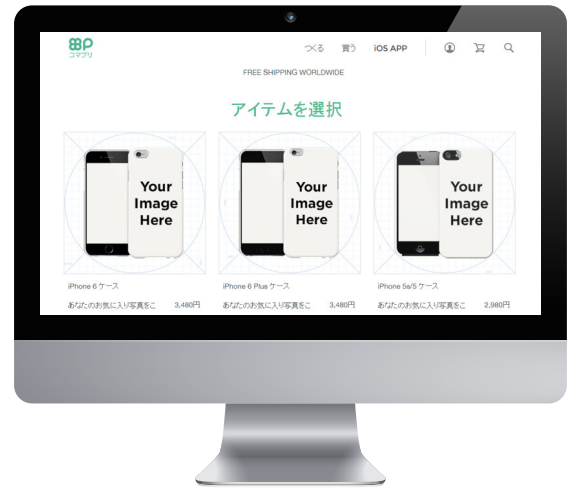 コマプリ
つくる 買う iOS APP
FREE SHIPPING WORLDWIDE
アイテムを選択
Your Image Here
Your Image Here
Your Image Here
iPhone 6 ケース
iPhone 6 Plus ケース
iPhone 5s/5 ケース
あなたのお気に入り写真をこ 3,480円
あなたのお気に入り写真をこ 3,480円
あなたのお気に入り写真をこ 2,980円